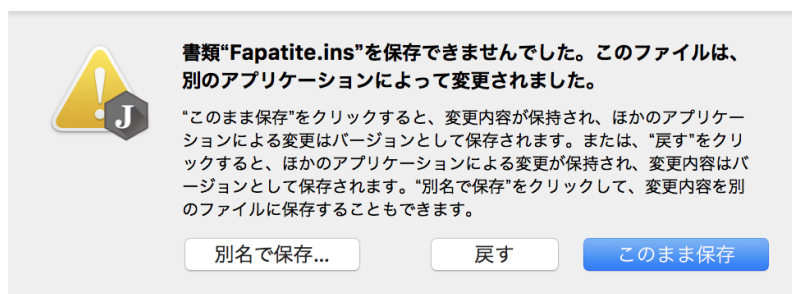 書類“Fapatite.ins”を保存できませんでした。このファイルは、
別のアプリケーションによって変更されました。
“このまま保存”をクリックすると、変更内容が保持され、ほかのアプリケー
ションによる変更はバージョンとして保存されます。または、“戻す”をクリ
ックすると、ほかのアプリケーションによる変更が保持され、変更内容はバ
ージョンとして保存されます。“別名で保存”をクリックして、変更内容を別
のファイルに保存することもできます。
J
別名で保存...
戻す
このまま保存